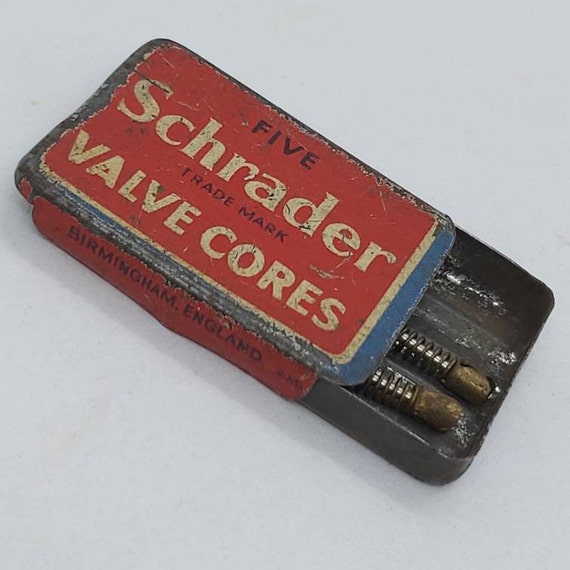 FIVE
Schrader
TRADE MARK
VALVE CORES
BIRMINGHAM, ENGLAND